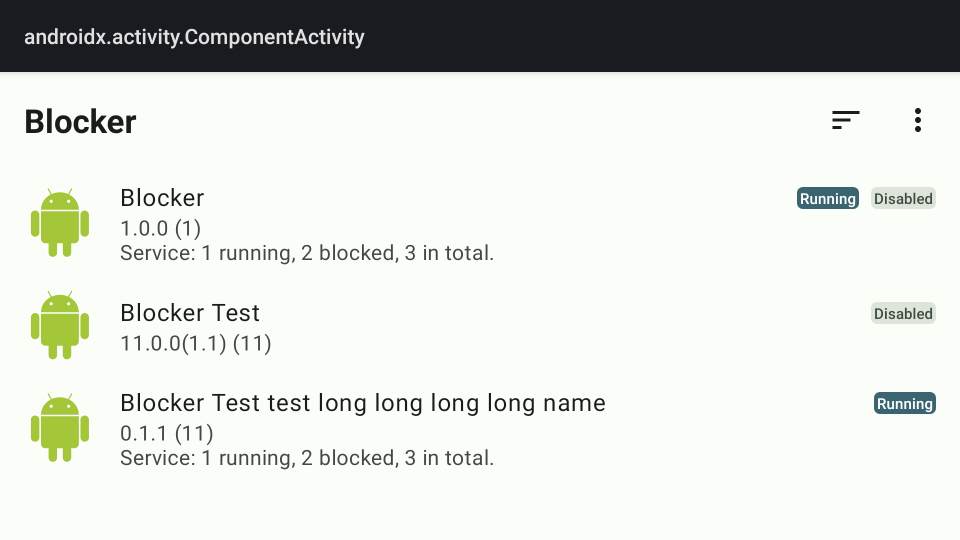 androidx.activity.ComponentActivity
Blocker
Blocker
Running
Disabled
1.0.0 (1)
Service: 1 running, 2 blocked, 3 in total.
Blocker Test
Disabled
11.0.0(1.1) (11)
Blocker Test test long long long long name
Running
0.1.1 (11)
Service: 1 running, 2 blocked, 3 in total.